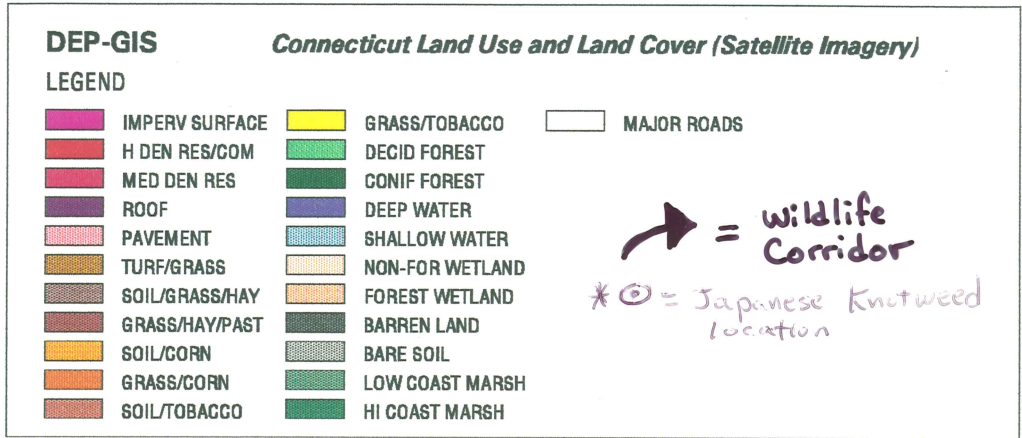 DEP-GIS
Connecticut Land Use and Land Cover (Satellite Imagery)
LEGEND
IMPERV SURFACE
H DEN RES/COM
MED DEN RES
ROOF
PAVEMENT
TURF/GRASS
SOIL/GRASS/HAY
GRASS/HAY/PAST
SOIL/CORN
GRASS/CORN
SOIL/TOBACCO
GRASS/TOBACCO
DECID FOREST
CONIF FOREST
DEEP WATER
SHALLOW WATER
NON-FOR WETLAND
FOREST WETLAND
BARREN LAND
BARE SOIL
LOW COAST MARSH
HI COAST MARSH
MAJOR ROADS
= Wildlife
Corridor
* ⊙ = Japanese Knotweed
location